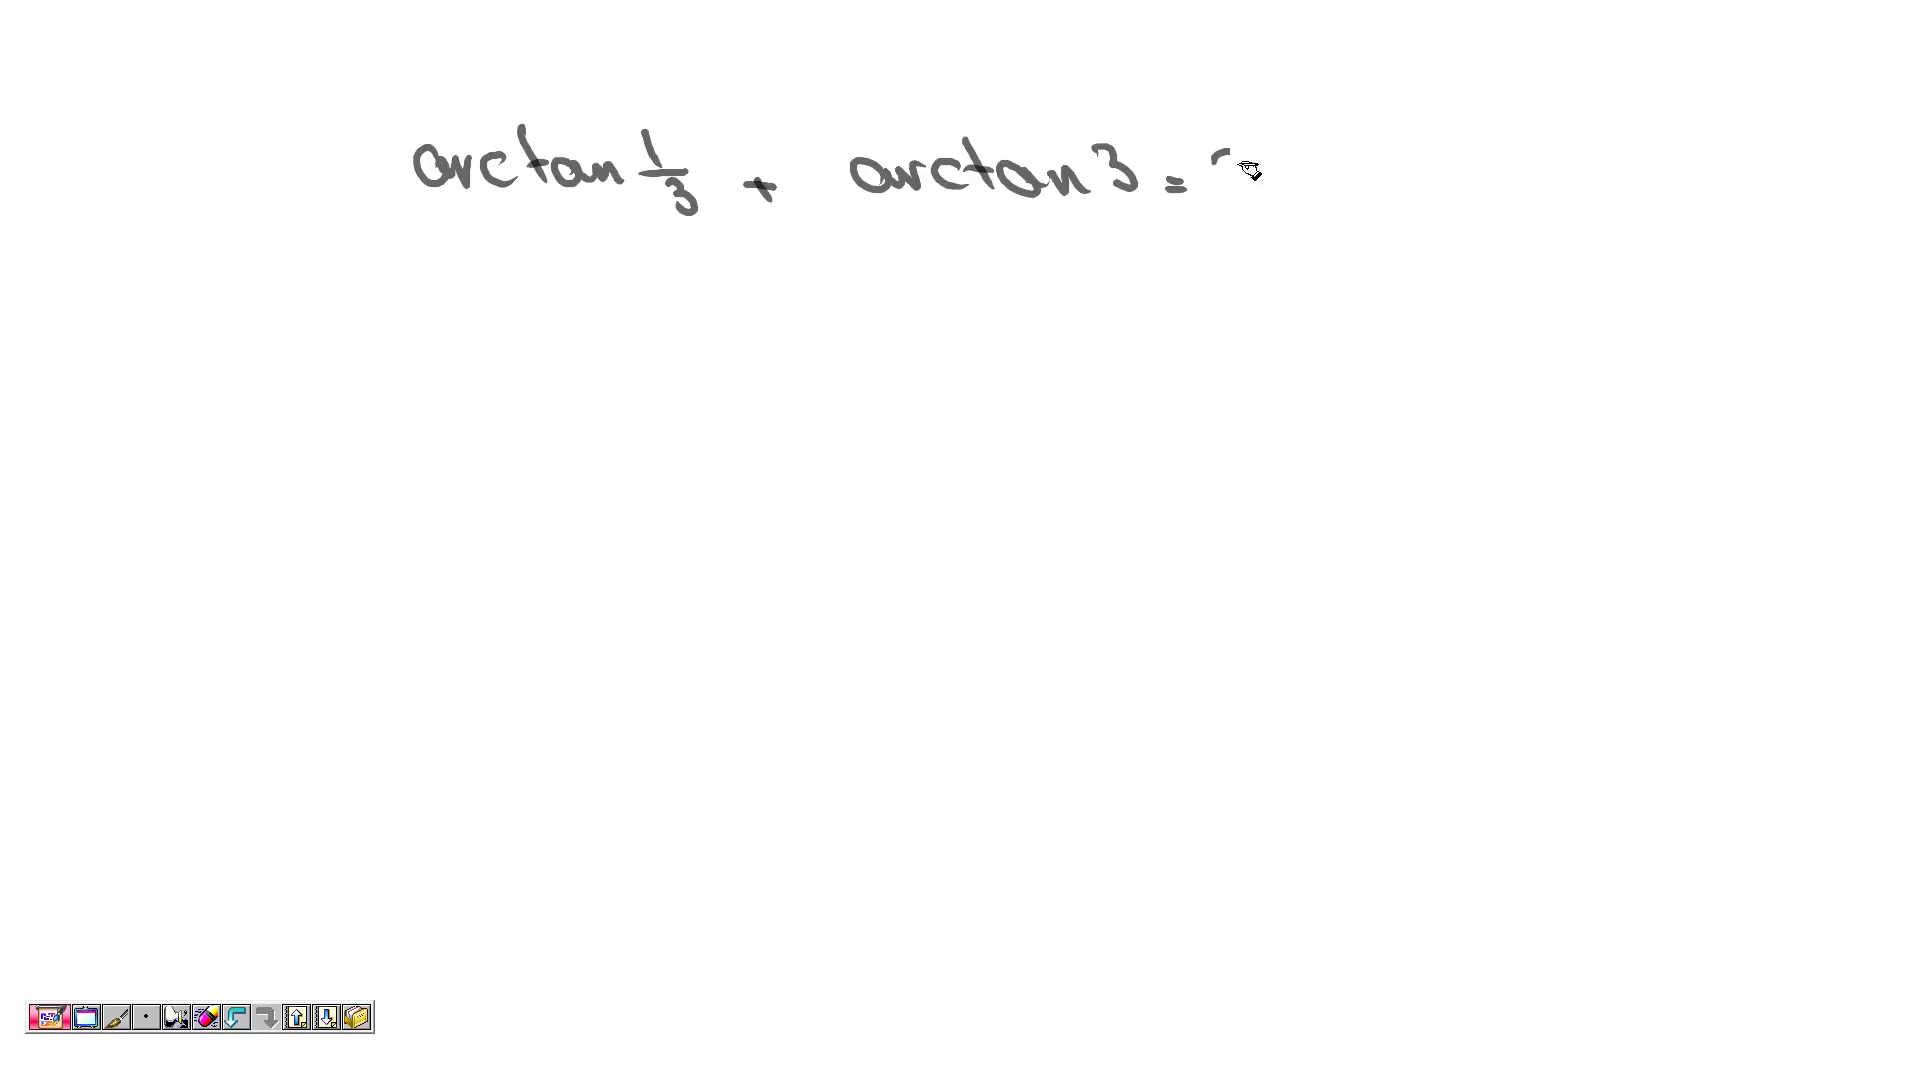 arctan 1/3 + arctan 3 =